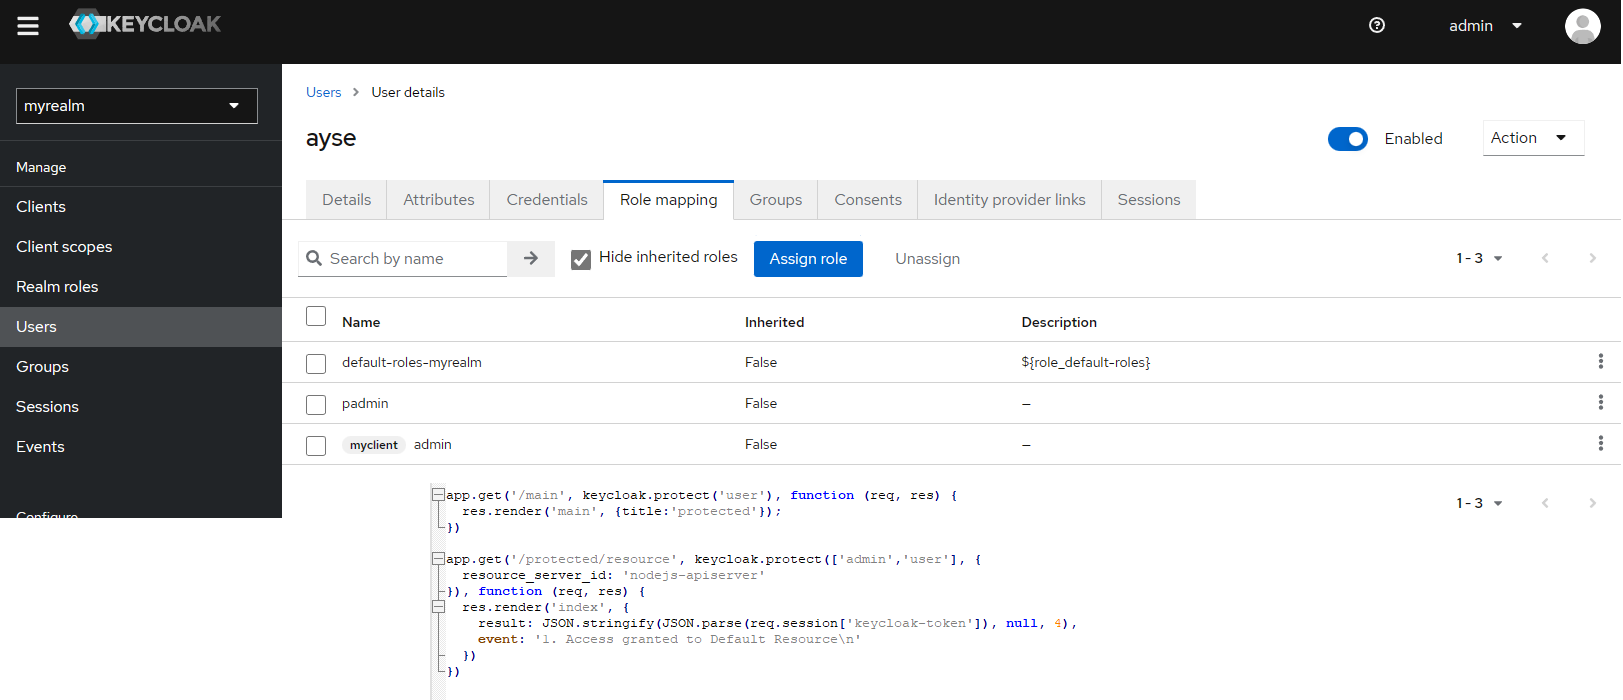 KEYCLOAK
admin
myrealm
Manage
Clients
Client scopes
Realm roles
Users
Groups
Sessions
Events
Configure
Users > User details
ayse
Enabled
Action
Details Attributes Credentials Role mapping Groups Consents Identity provider links Sessions
Search by name
Hide inherited roles
Assign role
Unassign
1 - 3
Name Inherited Description
default-roles-myrealm False ${role_default-roles}
padmin False –
myclient admin False –
1 - 3
app.get('/main', keycloak.protect('user'), function (req, res) {
res.render('main', {title:'protected'});
})
app.get('/protected/resource', keycloak.protect(['admin','user'], {
resource_server_id: 'nodejs-apiserver'
}), function (req, res) {
res.render('index', {
result: JSON.stringify(JSON.parse(req.session['keycloak-token']), null, 4),
event: '1. Access granted to Default Resource\n'
})
})